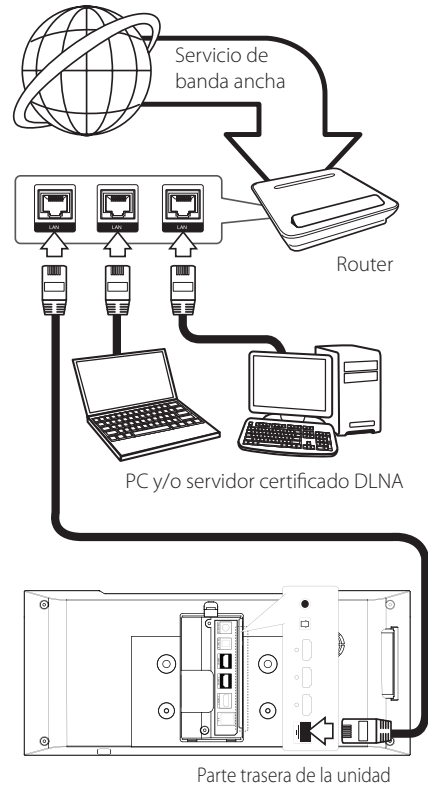 Servicio de
banda ancha
LAN
LAN
LAN
Router
PC y/o servidor certificado DLNA
Parte trasera de la unidad